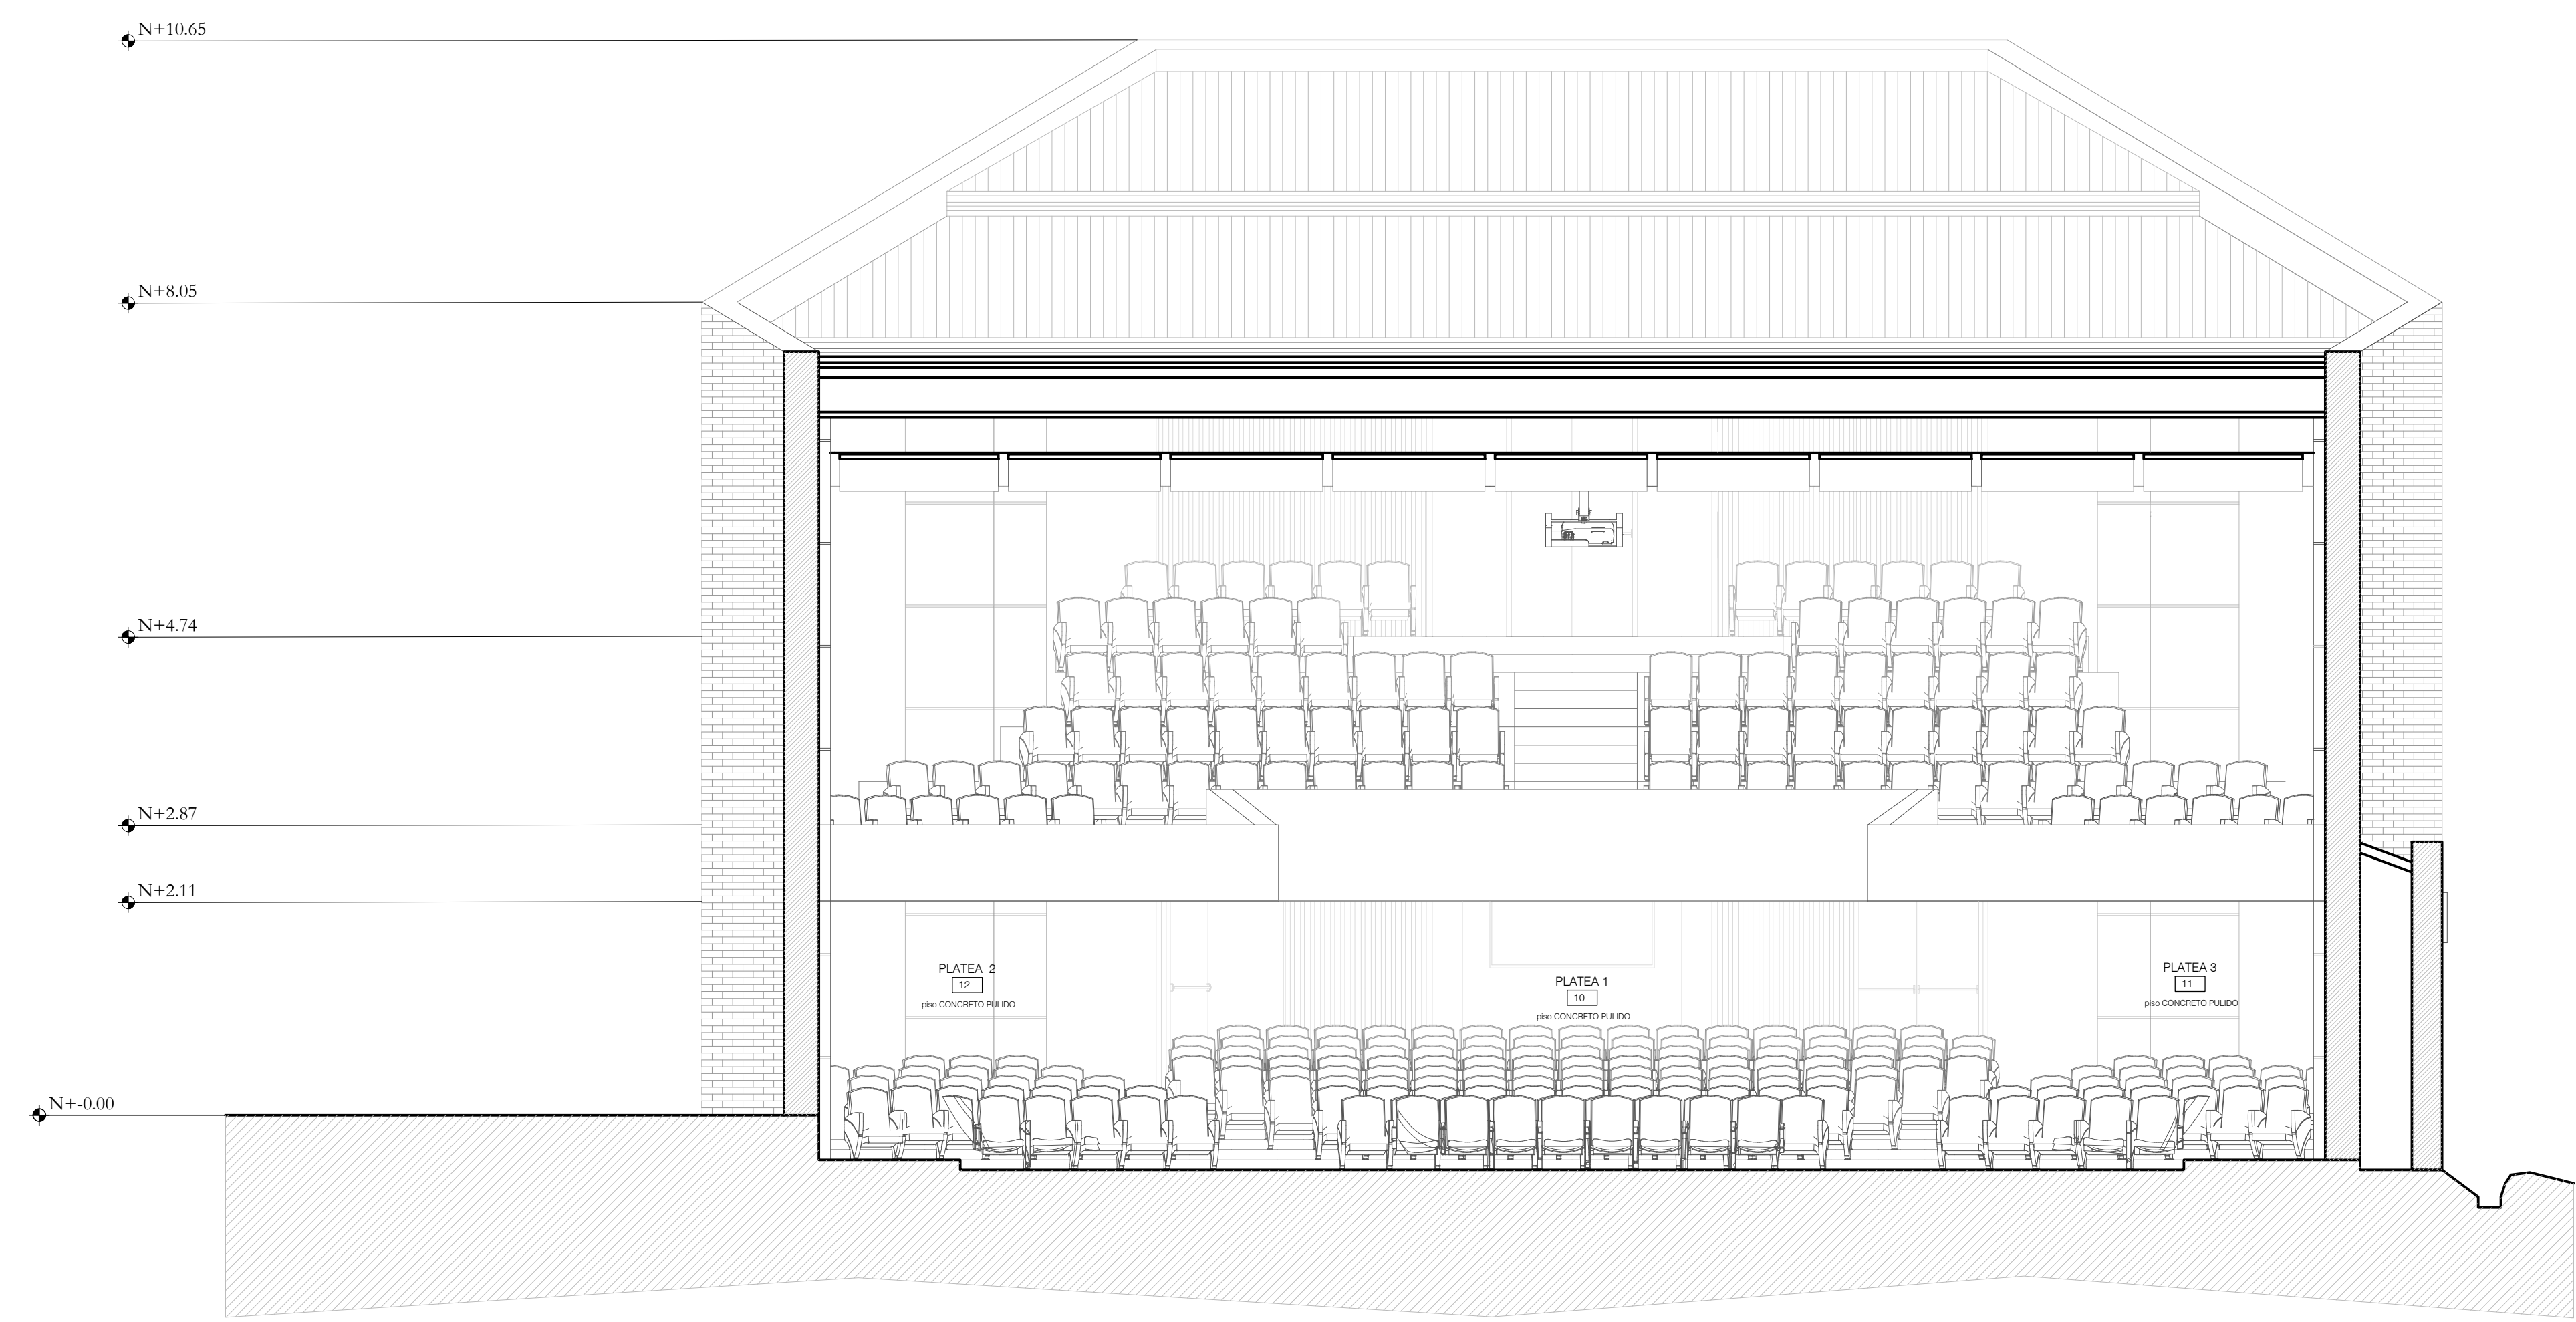 N+10.65
N+8.05
N+4.74
N+2.87
N+2.11
PLATEA 2
12
piso CONCRETO PULIDO
PLATEA 1
10
piso CONCRETO PULIDO
PLATEA 3
11
piso CONCRETO PULIDO
N+-0.00